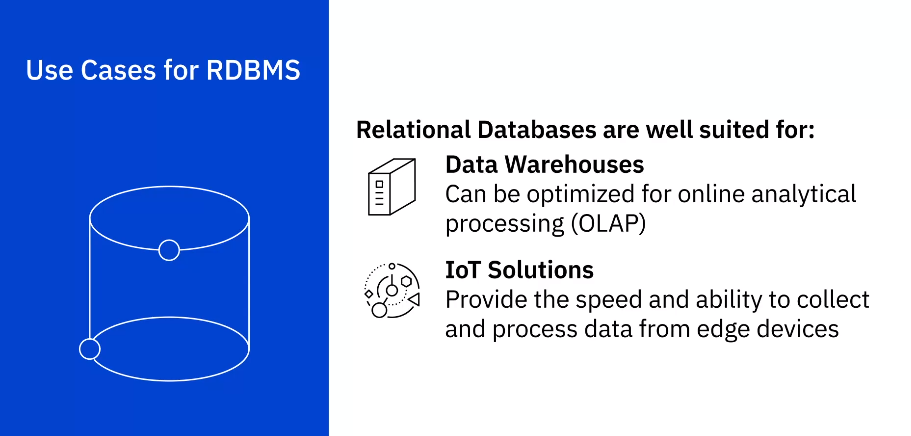 Use Cases for RDBMS
Relational Databases are well suited for:
Data Warehouses
Can be optimized for online analytical
processing (OLAP)
IoT Solutions
Provide the speed and ability to collect
and process data from edge devices